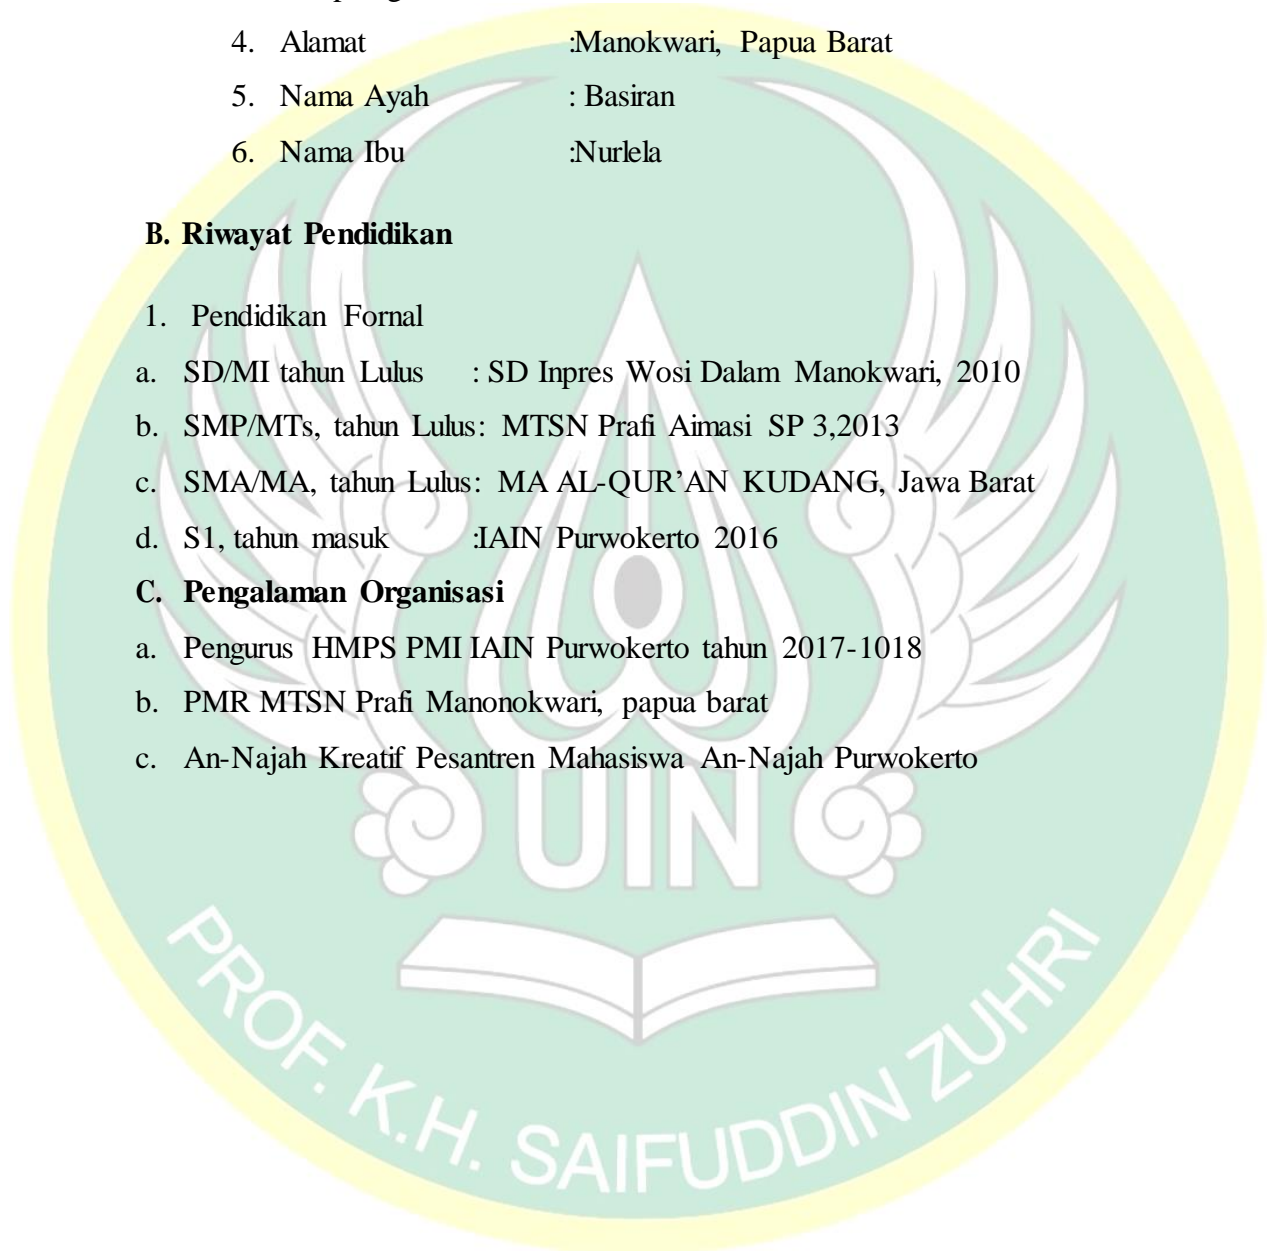 4. Alamat :Manokwari, Papua Barat
5. Nama Ayah : Basiran
6. Nama Ibu :Nurlela
B. Riwayat Pendidikan
1. Pendidikan Fornal
a. SD/MI tahun Lulus : SD Inpres Wosi Dalam Manokwari, 2010
b. SMP/MTs, tahun Lulus: MTSN Prafi Aimasi SP 3,2013
c. SMA/MA, tahun Lulus: MA AL-QUR’AN KUDANG, Jawa Barat
d. S1, tahun masuk :IAIN Purwokerto 2016
C. Pengalaman Organisasi
a. Pengurus HMPS PMI IAIN Purwokerto tahun 2017-1018
b. PMR MTSN Prafi Manonokwari, papua barat
c. An-Najah Kreatif Pesantren Mahasiswa An-Najah Purwokerto
UIN
PROF. K.H. SAIFUDDIN ZUHRI